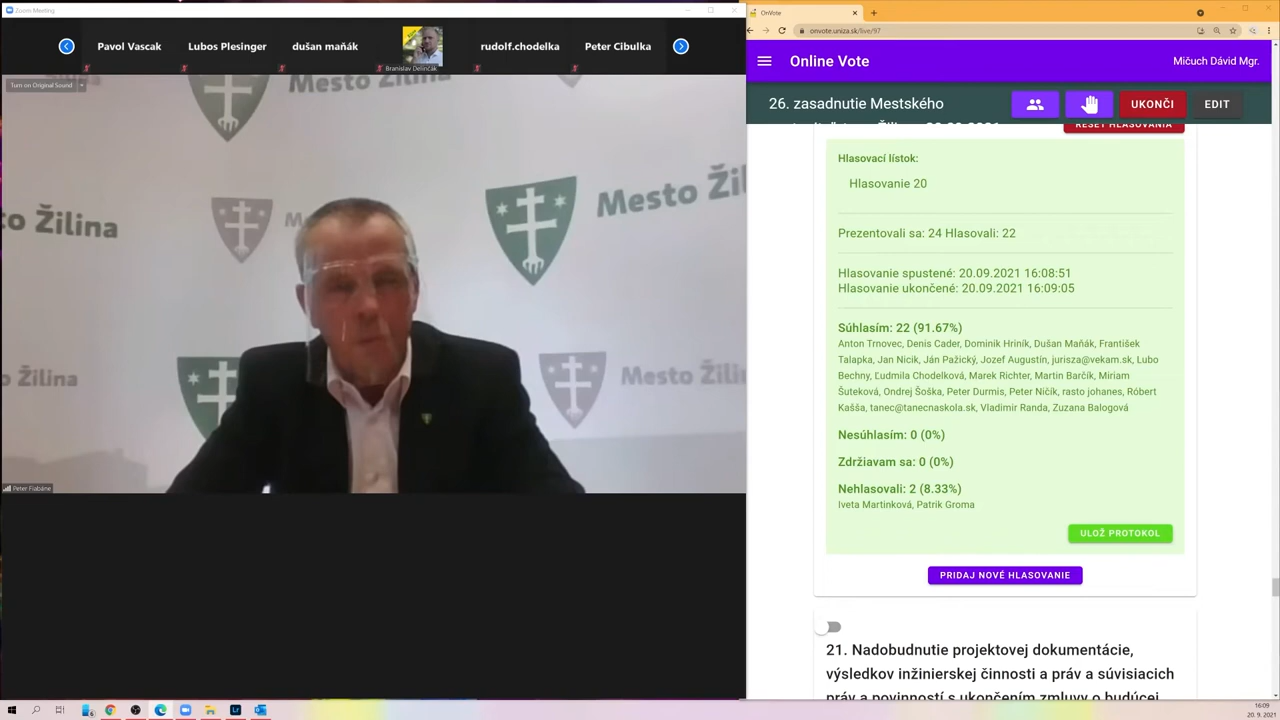 Zoom Meeting
Pavol Vascak
Lubos Plesinger
dušan maňák
Branislav Delinčák
rudolf.chodelka
Peter Cibulka
Turn on Original Sound
Mesto Žilina
Mesto Žil
to Žilina
Žilina
Mesto Žilina
Peter Fiabáne
OnVote
onvote.uniza.sk/live/97
Online Vote
Mičuch Dávid Mgr.
26. zasadnutie Mestského
UKONČI
EDIT
RESET HLASOVANIA
Hlasovací lístok:
Hlasovanie 20
Prezentovali sa: 24 Hlasovali: 22
Hlasovanie spustené: 20.09.2021 16:08:51
Hlasovanie ukončené: 20.09.2021 16:09:05
Súhlasím: 22 (91.67%)
Anton Trnovec, Denis Cader, Dominik Hriník, Dušan Maňák, František
Talapka, Jan Nicik, Ján Pažický, Jozef Augustín, jurisza@vekam.sk, Lubo
Bechny, Ľudmila Chodelková, Marek Richter, Martin Barčík, Miriam
Šuteková, Ondrej Šoška, Peter Durmis, Peter Ničík, rasto johanes, Róbert
Kašša, tanec@tanecnaskola.sk, Vladimir Randa, Zuzana Balogová
Nesúhlasím: 0 (0%)
Zdržiavam sa: 0 (0%)
Nehlasovali: 2 (8.33%)
Iveta Martinková, Patrik Groma
ULOŽ PROTOKOL
PRIDAJ NOVÉ HLASOVANIE
21. Nadobudnutie projektovej dokumentácie,
výsledkov inžinierskej činnosti a práv a súvisiacich
práv a povinností s ukončením zmluvy o budúcej
16:09
20. 9. 2021